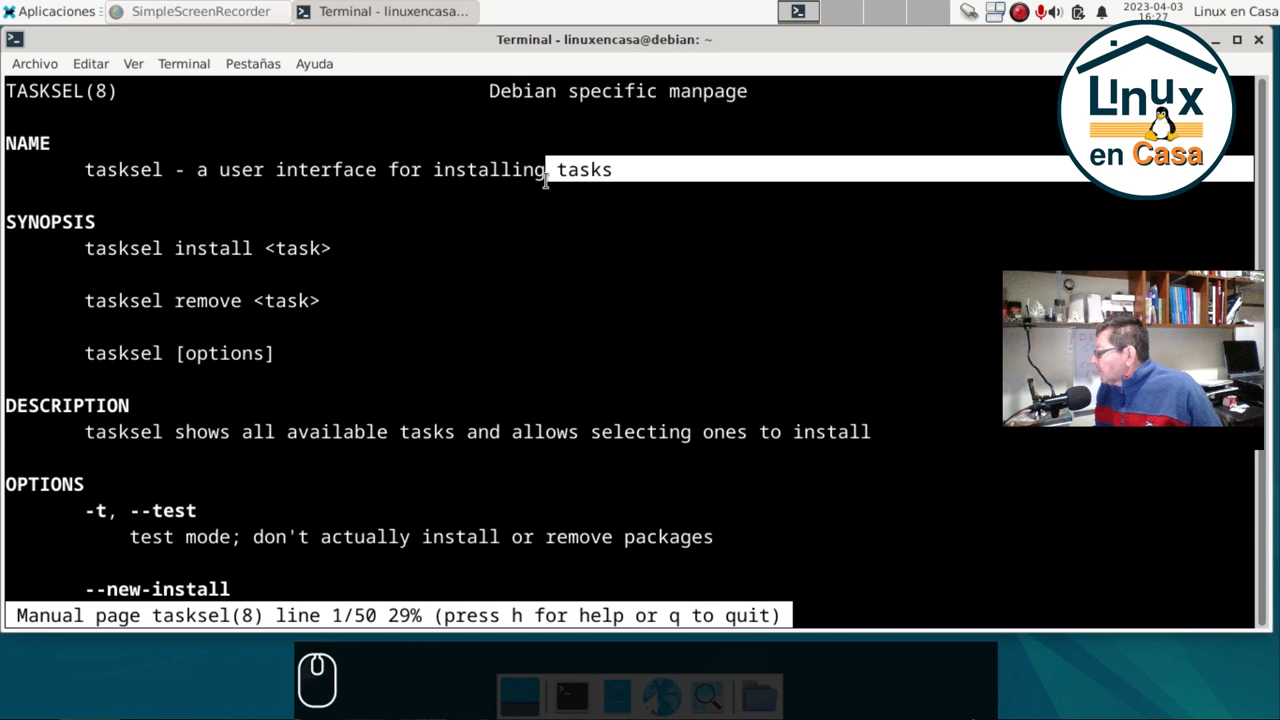 Aplicaciones
SimpleScreenRecorder
Terminal - linuxencasa...
2023-04-03
16:27
Linux en Casa
Terminal - linuxencasa@debian: ~
Archivo Editar Ver Terminal Pestañas Ayuda
LInux
en Casa
TASKSEL(8) Debian specific manpage
NAME
tasksel - a user interface for installing tasks
SYNOPSIS
tasksel install <task>
tasksel remove <task>
tasksel [options]
DESCRIPTION
tasksel shows all available tasks and allows selecting ones to install
OPTIONS
-t, --test
test mode; don't actually install or remove packages
--new-install
Manual page tasksel(8) line 1/50 29% (press h for help or q to quit)